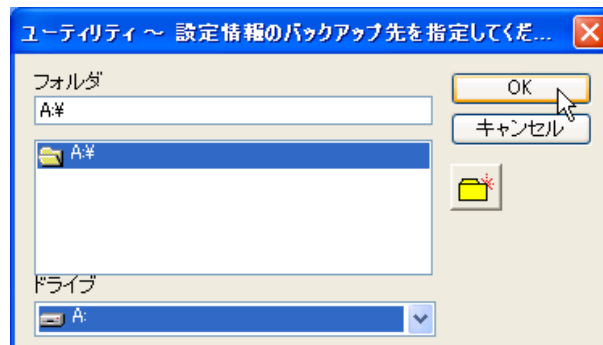 ユーティリティ ～ 設定情報のバックアップ先を指定してくだ...
フォルダ
A:¥
OK
キャンセル
A:¥
ドライブ
A: